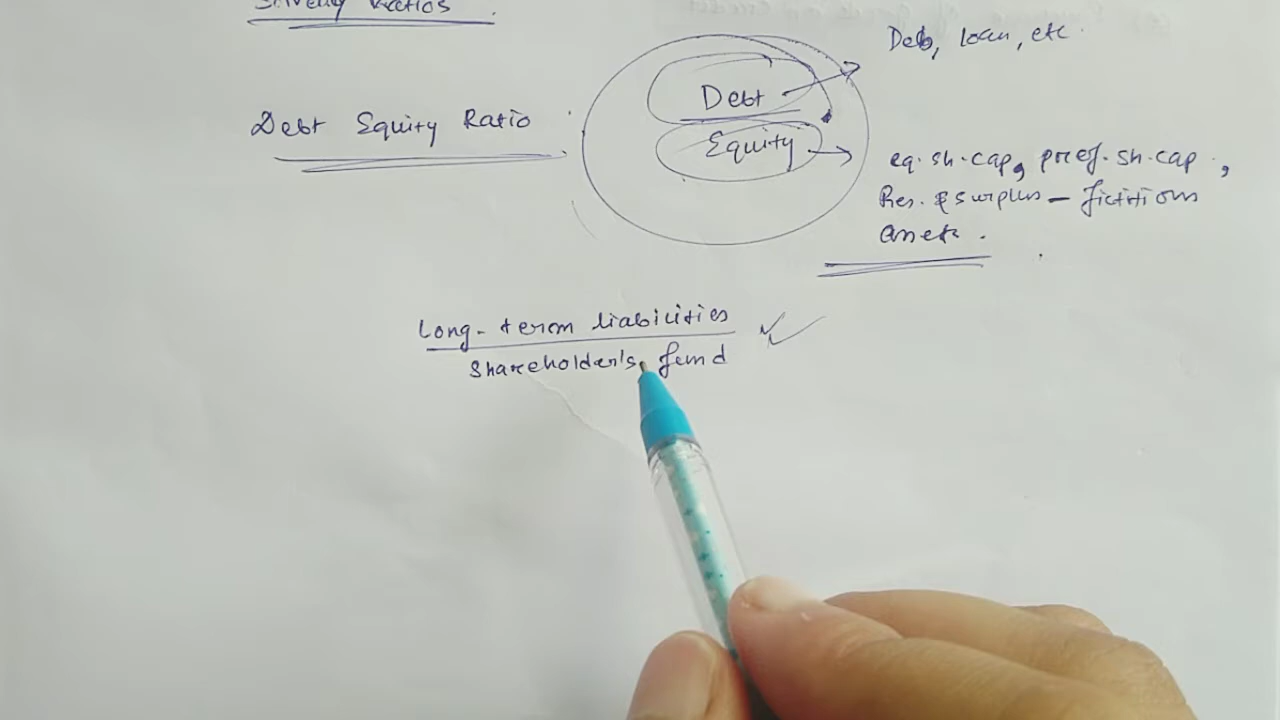 Ratios
Debt Equity Ratio
Debt
Equity
Deb, loan, etc.
eq. sh. cap, pref. sh. cap,
Res. & surplus - fictitious
assets.
Long-term liabilities
Shareholder's fund